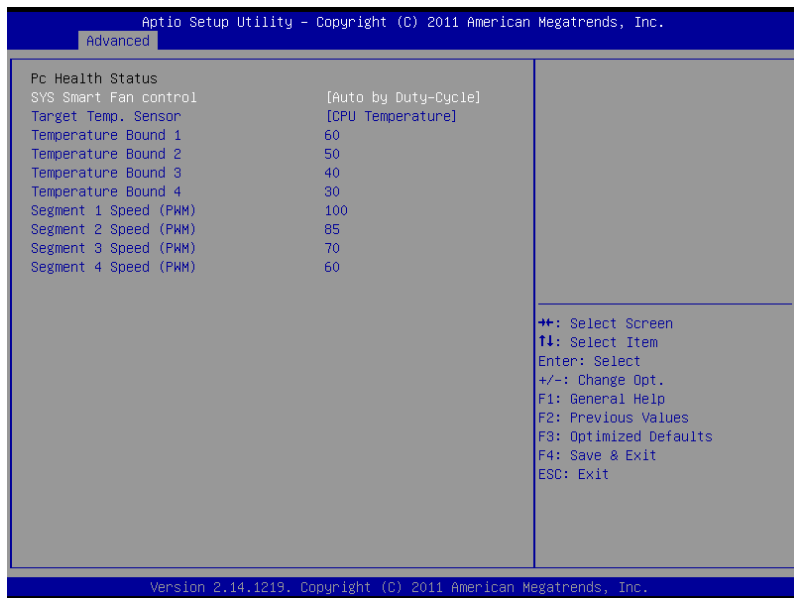 Aptio Setup Utility – Copyright (C) 2011 American Megatrends, Inc.
Advanced
Pc Health Status
SYS Smart Fan control [Auto by Duty-Cycle]
Target Temp. Sensor [CPU Temperature]
Temperature Bound 1 60
Temperature Bound 2 50
Temperature Bound 3 40
Temperature Bound 4 30
Segment 1 Speed (PWM) 100
Segment 2 Speed (PWM) 85
Segment 3 Speed (PWM) 70
Segment 4 Speed (PWM) 60
→←: Select Screen
↑↓: Select Item
Enter: Select
+/-: Change Opt.
F1: General Help
F2: Previous Values
F3: Optimized Defaults
F4: Save & Exit
ESC: Exit
Version 2.14.1219. Copyright (C) 2011 American Megatrends, Inc.